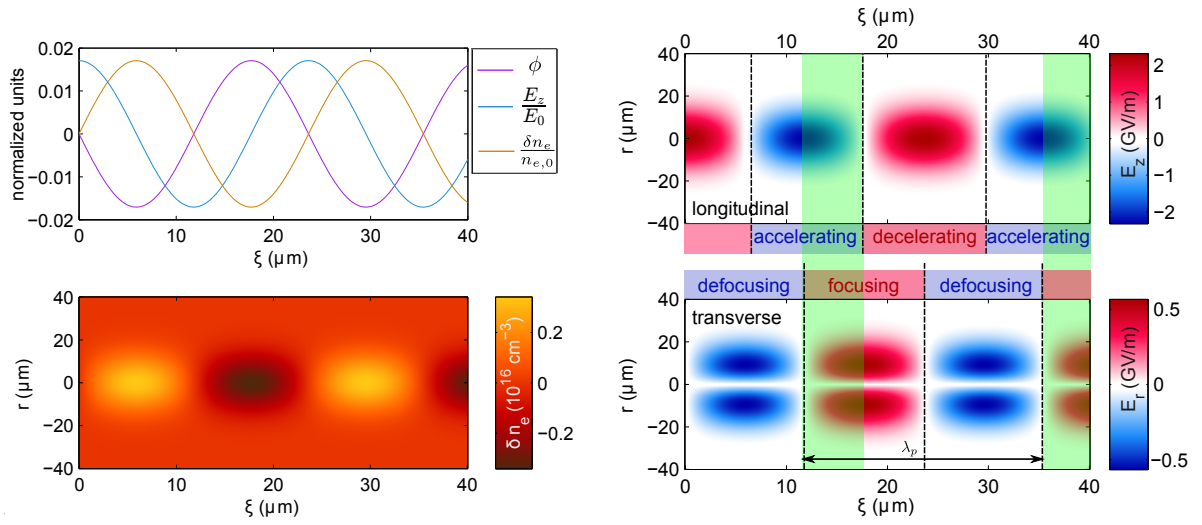 0.02
0.01
0
−0.01
−0.02
normalized units
0 10 20 30 40
ξ (μm)
ϕ
E_z
E_0
δn_e
n_{e,0}
40
20
0
−20
−40
r (μm)
0 10 20 30 40
ξ (μm)
0.2
0
−0.2
δ n_e (10^16 cm^−3)
ξ (μm)
0 10 20 30 40
40
20
0
−20
−40
r (μm)
longitudinal
accelerating decelerating accelerating
2
1
0
−1
−2
E_z (GV/m)
defocusing focusing defocusing
40
20
0
−20
−40
r (μm)
transverse
λ_p
0 10 20 30 40
ξ (μm)
0.5
0
−0.5
E_r (GV/m)